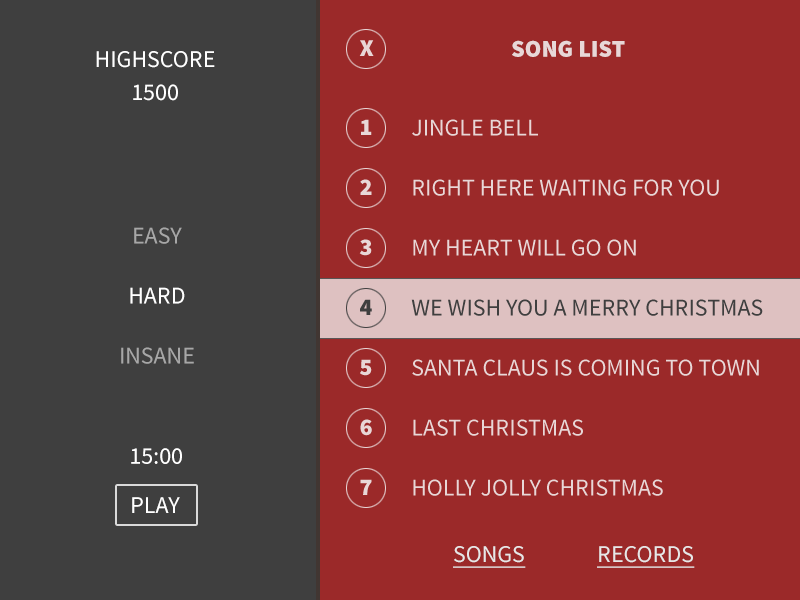 HIGHSCORE
1500
EASY
HARD
INSANE
15:00
PLAY
X
SONG LIST
1 JINGLE BELL
2 RIGHT HERE WAITING FOR YOU
3 MY HEART WILL GO ON
4 WE WISH YOU A MERRY CHRISTMAS
5 SANTA CLAUS IS COMING TO TOWN
6 LAST CHRISTMAS
7 HOLLY JOLLY CHRISTMAS
SONGS RECORDS